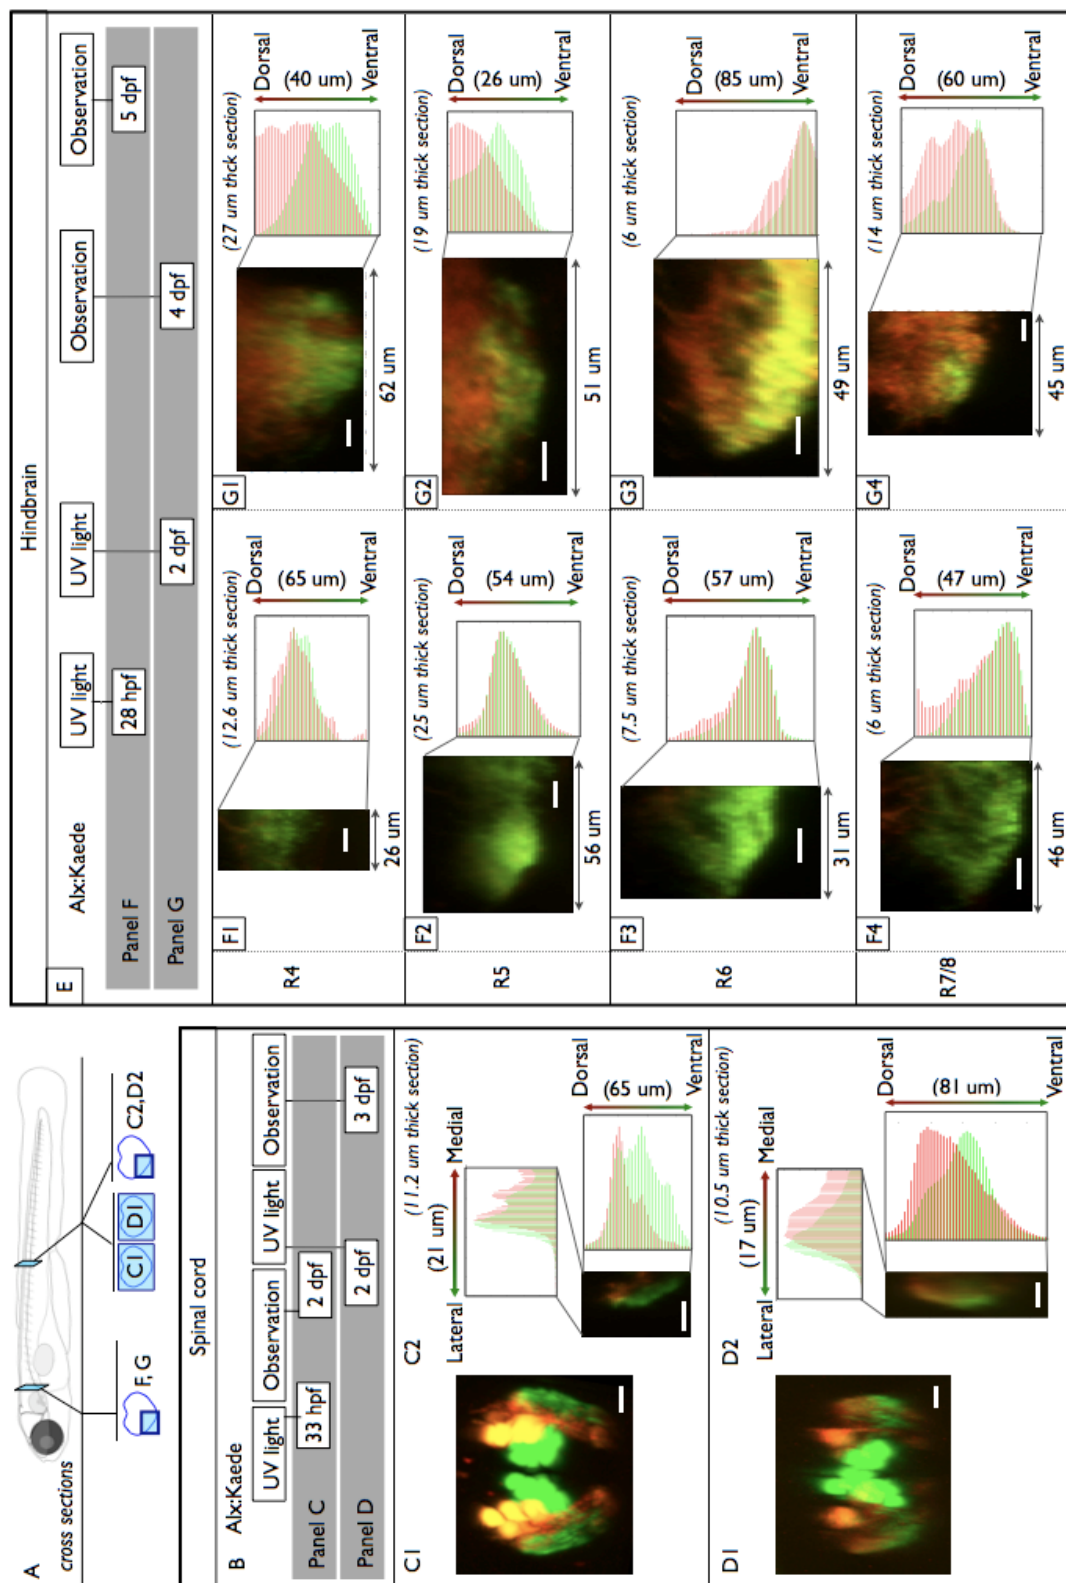 A
cross sections
F, G
C1
D1
C2,D2
Spinal cord
B
Alx:Kaede
UV light
Observation
UV light
Observation
Panel C
33 hpf
2 dpf
Panel D
2 dpf
3 dpf
C1
C2
(11.2 um thick section)
Lateral
(21 um)
Medial
Dorsal
(65 um)
Ventral
D1
D2
(10.5 um thick section)
Lateral
(17 um)
Medial
Dorsal
(81 um)
Ventral
Hindbrain
E
Alx:Kaede
UV light
UV light
Observation
Observation
Panel F
28 hpf
5 dpf
Panel G
2 dpf
4 dpf
R4
F1
(12.6 um thick section)
Dorsal
(65 um)
Ventral
26 um
G1
(27 um thick section)
Dorsal
(40 um)
Ventral
62 um
R5
F2
(25 um thick section)
Dorsal
(54 um)
Ventral
56 um
G2
(19 um thick section)
Dorsal
(26 um)
Ventral
51 um
R6
F3
(7.5 um thick section)
Dorsal
(57 um)
Ventral
31 um
G3
(6 um thick section)
Dorsal
(85 um)
Ventral
49 um
R7/8
F4
(6 um thick section)
Dorsal
(47 um)
Ventral
46 um
G4
(14 um thick section)
Dorsal
(60 um)
Ventral
45 um